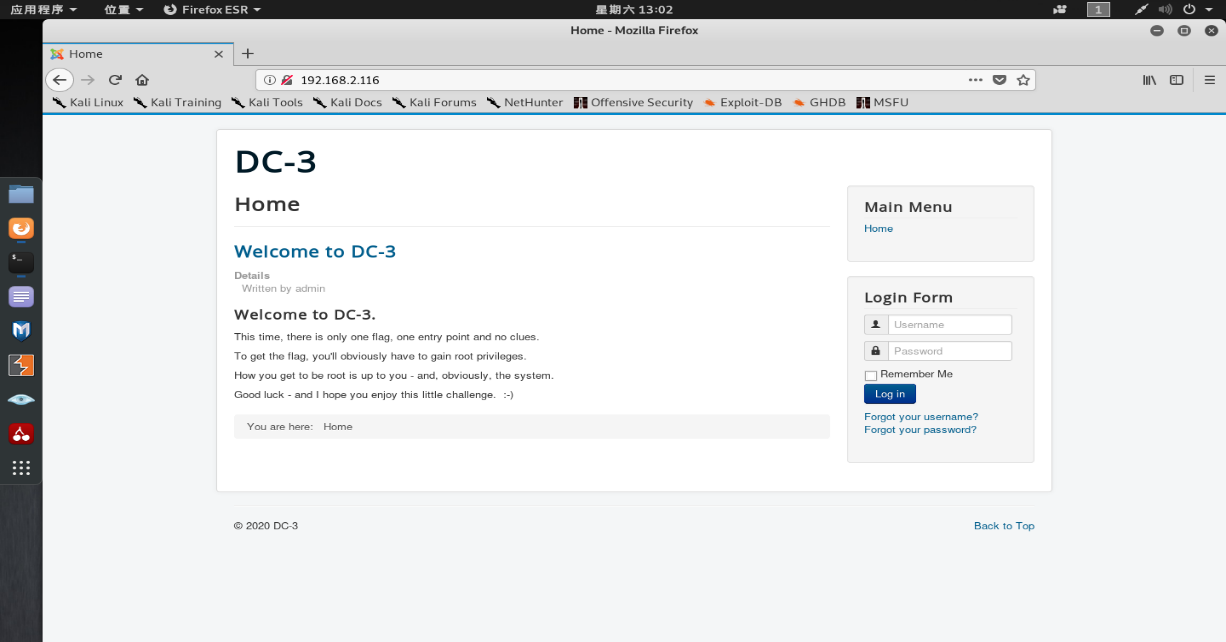 应用程序 位置 Firefox ESR 星期六 13:02 1
Home - Mozilla Firefox
Home
192.168.2.116
Kali Linux Kali Training Kali Tools Kali Docs Kali Forums NetHunter Offensive Security Exploit-DB GHDB MSFU
DC-3
Home
Welcome to DC-3
Details
Written by admin
Welcome to DC-3.
This time, there is only one flag, one entry point and no clues.
To get the flag, you'll obviously have to gain root privileges.
How you get to be root is up to you - and, obviously, the system.
Good luck - and I hope you enjoy this little challenge. :-)
You are here: Home
Main Menu
Home
Login Form
Username
Password
Remember Me
Log in
Forgot your username?
Forgot your password?
© 2020 DC-3
Back to Top